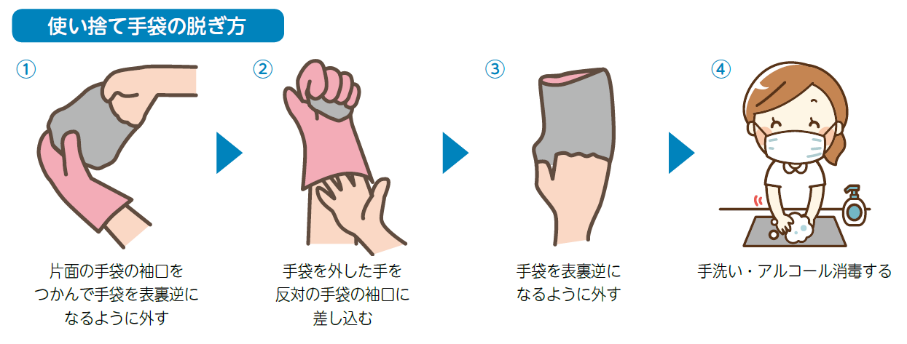 使い捨て手袋の脱ぎ方
①
片面の手袋の袖口を
つかんで手袋を表裏逆に
なるように外す
②
手袋を外した手を
反対の手袋の袖口に
差し込む
③
手袋を表裏逆に
なるように外す
④
手洗い・アルコール消毒する